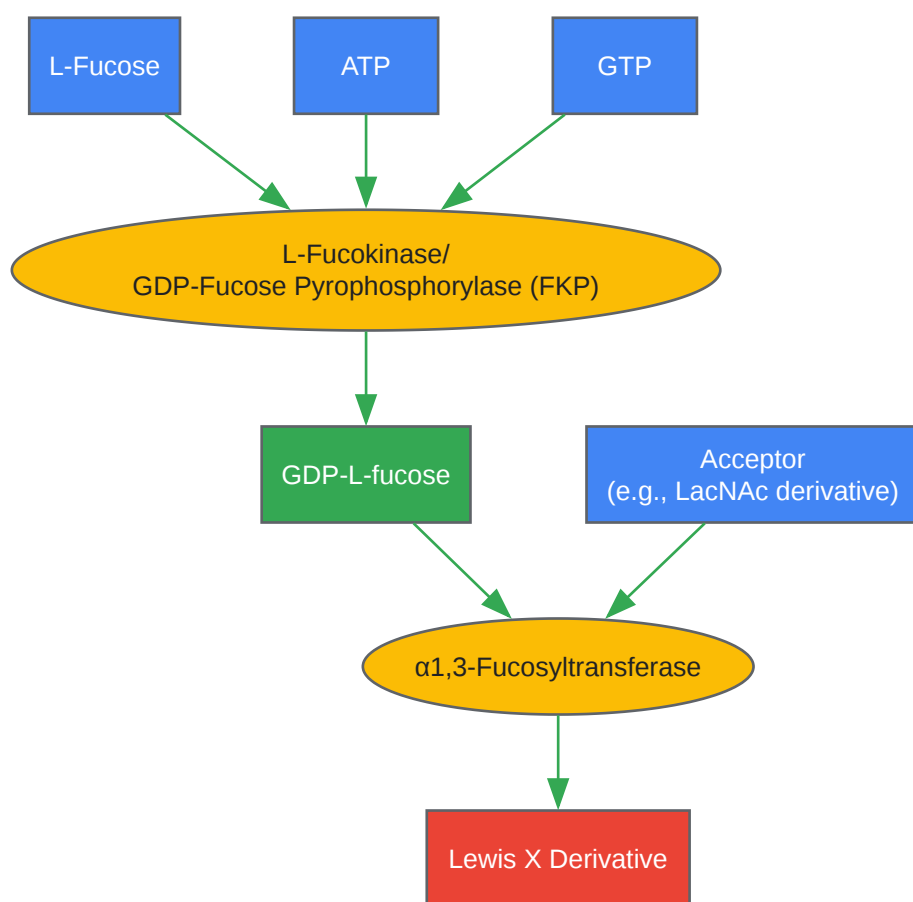 L-Fucose
ATP
GTP
L-Fucokinase/
GDP-Fucose Pyrophosphorylase (FKP)
GDP-L-fucose
Acceptor
(e.g., LacNAc derivative)
α1,3-Fucosyltransferase
Lewis X Derivative